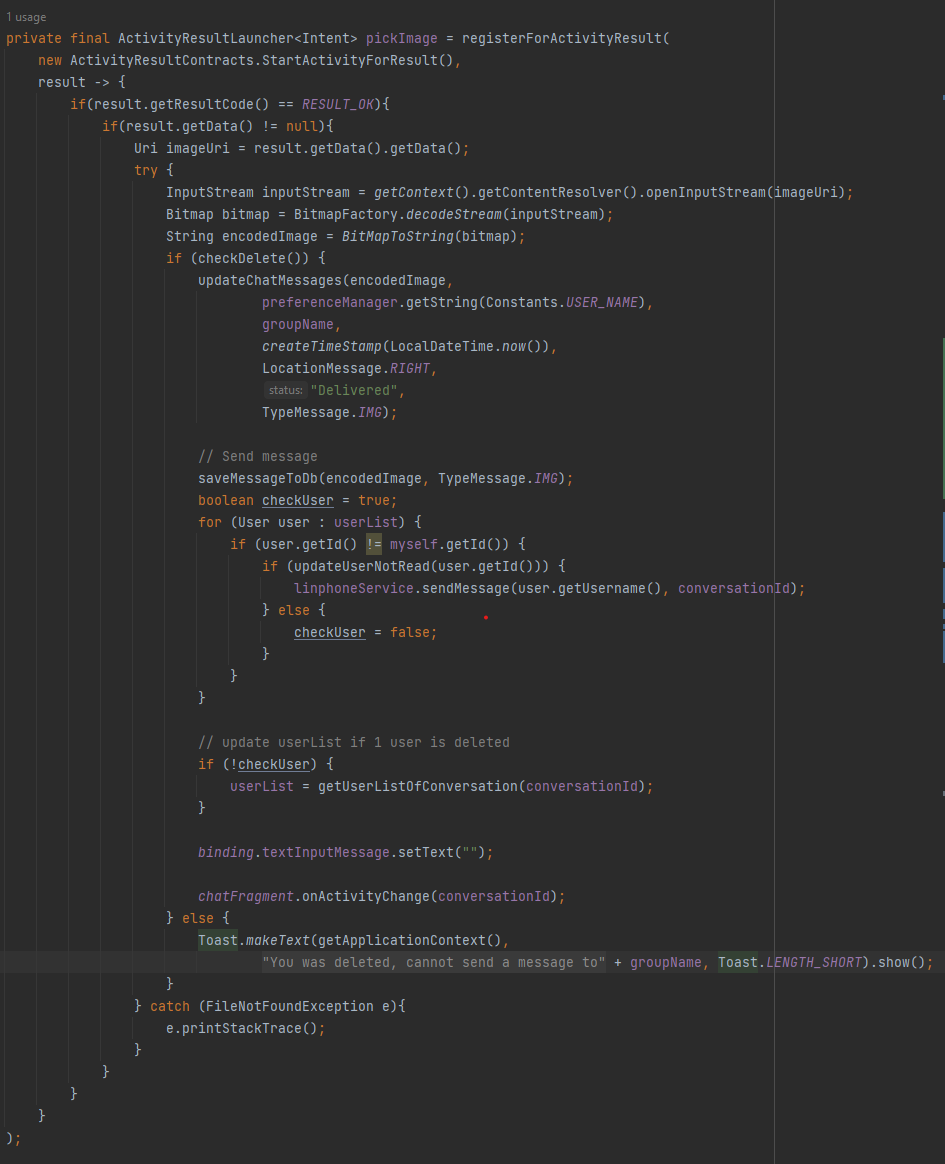 1 usage
private final ActivityResultLauncher<Intent> pickImage = registerForActivityResult(
    new ActivityResultContracts.StartActivityForResult(),
    result -> {
        if(result.getResultCode() == RESULT_OK){
            if(result.getData() != null){
                Uri imageUri = result.getData().getData();
                try {
                    InputStream inputStream = getContext().getContentResolver().openInputStream(imageUri);
                    Bitmap bitmap = BitmapFactory.decodeStream(inputStream);
                    String encodedImage = BitMapToString(bitmap);
                    if (checkDelete()) {
                        updateChatMessages(encodedImage,
                                preferenceManager.getString(Constants.USER_NAME),
                                groupName,
                                createTimeStamp(LocalDateTime.now()),
                                LocationMessage.RIGHT,
                                status: "Delivered",
                                TypeMessage.IMG);

                        // Send message
                        saveMessageToDb(encodedImage, TypeMessage.IMG);
                        boolean checkUser = true;
                        for (User user : userList) {
                            if (user.getId() != myself.getId()) {
                                if (updateUserNotRead(user.getId())) {
                                    linphoneService.sendMessage(user.getUsername(), conversationId);
                                } else {
                                    checkUser = false;
                                }
                            }
                        }

                        // update userList if 1 user is deleted
                        if (!checkUser) {
                            userList = getUserListOfConversation(conversationId);
                        }

                        binding.textInputMessage.setText("");

                        chatFragment.onActivityChange(conversationId);
                    } else {
                        Toast.makeText(getApplicationContext(),
                                "You was deleted, cannot send a message to" + groupName, Toast.LENGTH_SHORT).show();
                    }
                } catch (FileNotFoundException e){
                    e.printStackTrace();
                }
            }
        }
    }
);